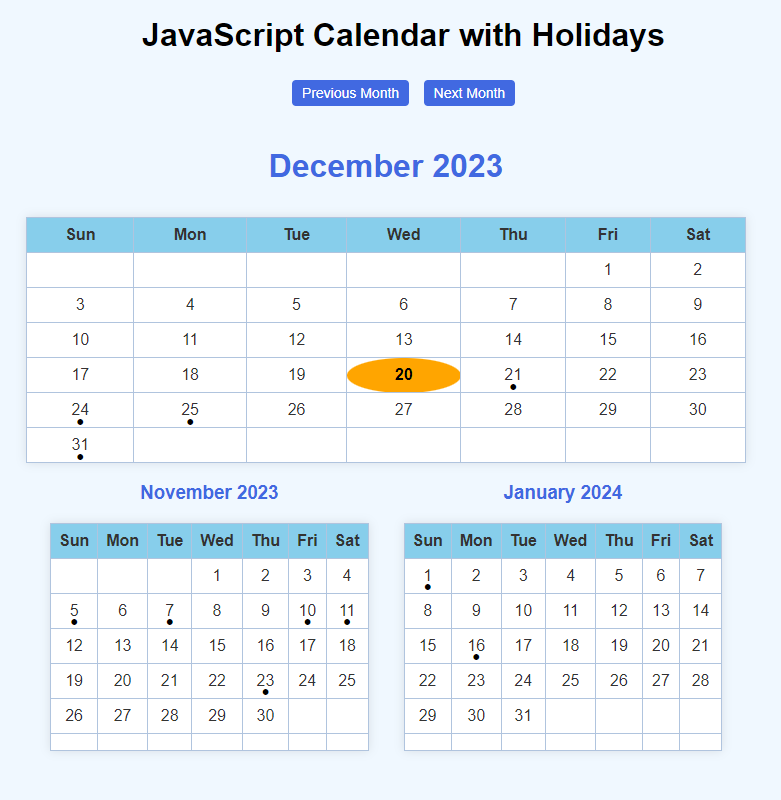 JavaScript Calendar with Holidays
Previous Month Next Month
December 2023
Sun Mon Tue Wed Thu Fri Sat
1 2
3 4 5 6 7 8 9
10 11 12 13 14 15 16
17 18 19 20 21 22 23
24 25 26 27 28 29 30
31
November 2023
Sun Mon Tue Wed Thu Fri Sat
1 2 3 4
5 6 7 8 9 10 11
12 13 14 15 16 17 18
19 20 21 22 23 24 25
26 27 28 29 30
January 2024
Sun Mon Tue Wed Thu Fri Sat
1 2 3 4 5 6 7
8 9 10 11 12 13 14
15 16 17 18 19 20 21
22 23 24 25 26 27 28
29 30 31